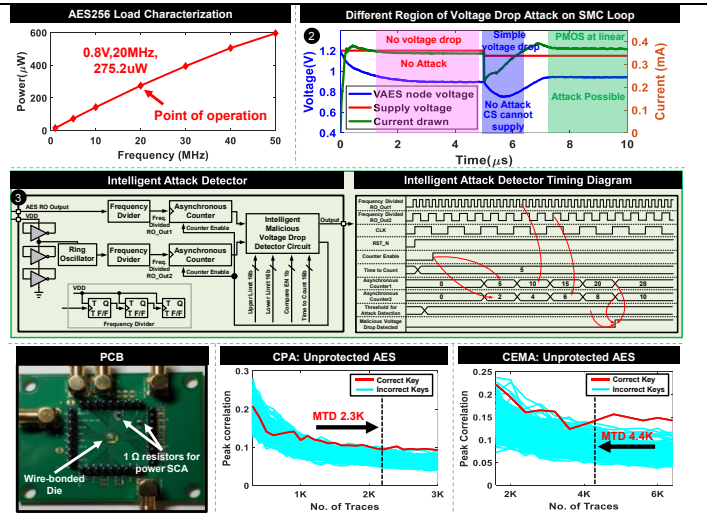 AES256 Load Characterization
600
400
200
0
Power(μW)
0.8V,20MHz,
275.2uW
Point of operation
0 10 20 30 40 50
Frequency (MHz)
Different Region of Voltage Drop Attack on SMC Loop
2
1.2
1
0.8
0.6
0.4
Voltage(V)
No voltage drop
No Attack
Simple
voltage drop
No Attack
CS cannot
supply
PMOS at linear
Attack Possible
VAES node voltage
Supply voltage
Current drawn
0.4
0.3
0.2
0.1
0
Current (mA)
0 2 4 6 8 10
Time(μs)
Intelligent Attack Detector
3
AES RO Output
VDD
Frequency
Dvider
Freq.
Divided
RO_Out1
Asynchronous
Counter
Counter Enable
Ring
Oscillator
Frequency
Dvider
Freq.
Divided
RO_Out2
Asynchronous
Counter
Counter Enable
Intelligent
Malicious
Voltage Drop
Detector Circuit
Output
Upper Limit 16b
Lower Limit 16b
Compare EN 1b
Time to Count 16b
VDD
T Q
T F/F
T Q
T F/F
T Q
T F/F
Frequency Divider
Intelligent Attack Detector Timing Diagram
Frequency Divided
RO_Out1
Frequency Divided
RO_Out2
CLK
RST_N
Counter Enable
Time to Count
5
Asynchronous
Counter1
0 5 10 15 20 28
Asynchronous
Counter2
0 2 4 6 8 10
Threshold for
Attack Detection
Malicious Voltage
Drop Detected
PCB
Wire-bonded
Die
1 Ω resistors for
power SCA
CPA: Unprotected AES
0.3
0.2
0.1
0
Peak correlation
Correct Key
Incorrect Keys
MTD 2.3K
1K 2K 3K
No. of Traces
CEMA: Unprotected AES
0.25
0.2
0.15
0.1
0.05
0
Peak Correlation
Correct Key
Incorrect Keys
MTD 4.4K
2K 4K 6K
No. of Traces